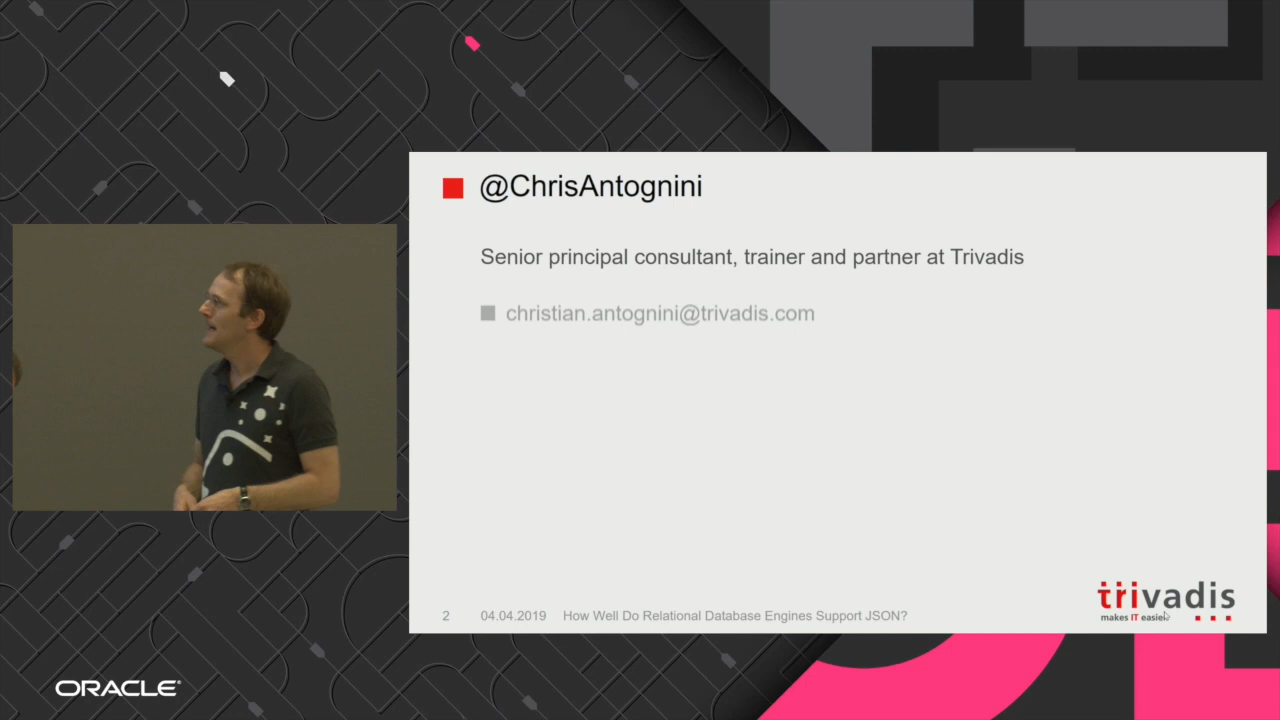 @ChrisAntognini
Senior principal consultant, trainer and partner at Trivadis
christian.antognini@trivadis.com
2 04.04.2019 How Well Do Relational Database Engines Support JSON?
trivadis
makes IT easier.
ORACLE